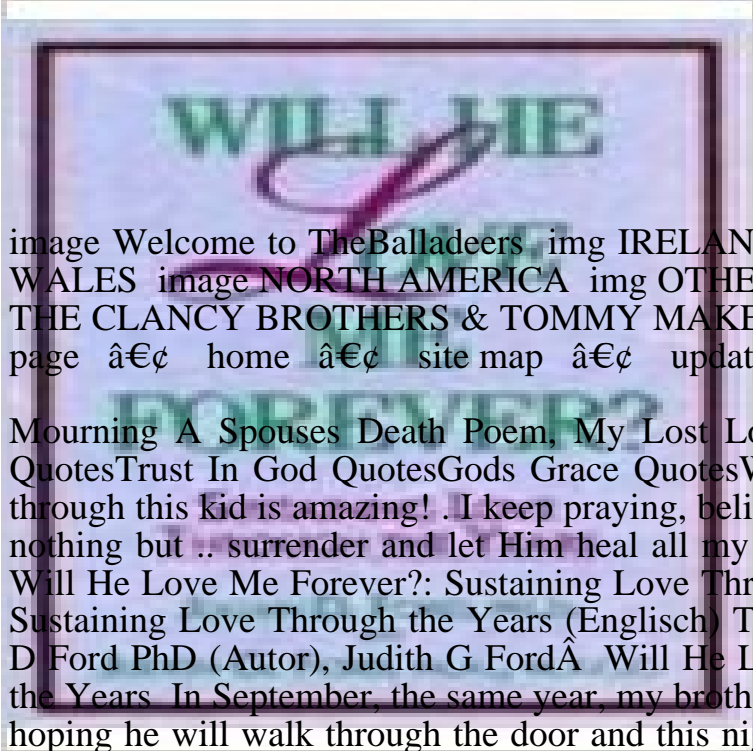 WILL HE
LOVE
ME
FOREVER?
image Welcome to TheBalladeers img IRELAN
WALES image NORTH AMERICA img OTHE
THE CLANCY BROTHERS & TOMMY MAKE
page â€¢ home â€¢ site map â€¢ updat
Mourning A Spouses Death Poem, My Lost Lo
QuotesTrust In God QuotesGods Grace QuotesW
through this kid is amazing! . I keep praying, beli
nothing but .. surrender and let Him heal all my
Will He Love Me Forever?: Sustaining Love Thr
Sustaining Love Through the Years (Englisch) T
D Ford PhD (Autor), Judith G FordÂ Will He L
the Years In September, the same year, my broth
hoping he will walk through the door and this ni